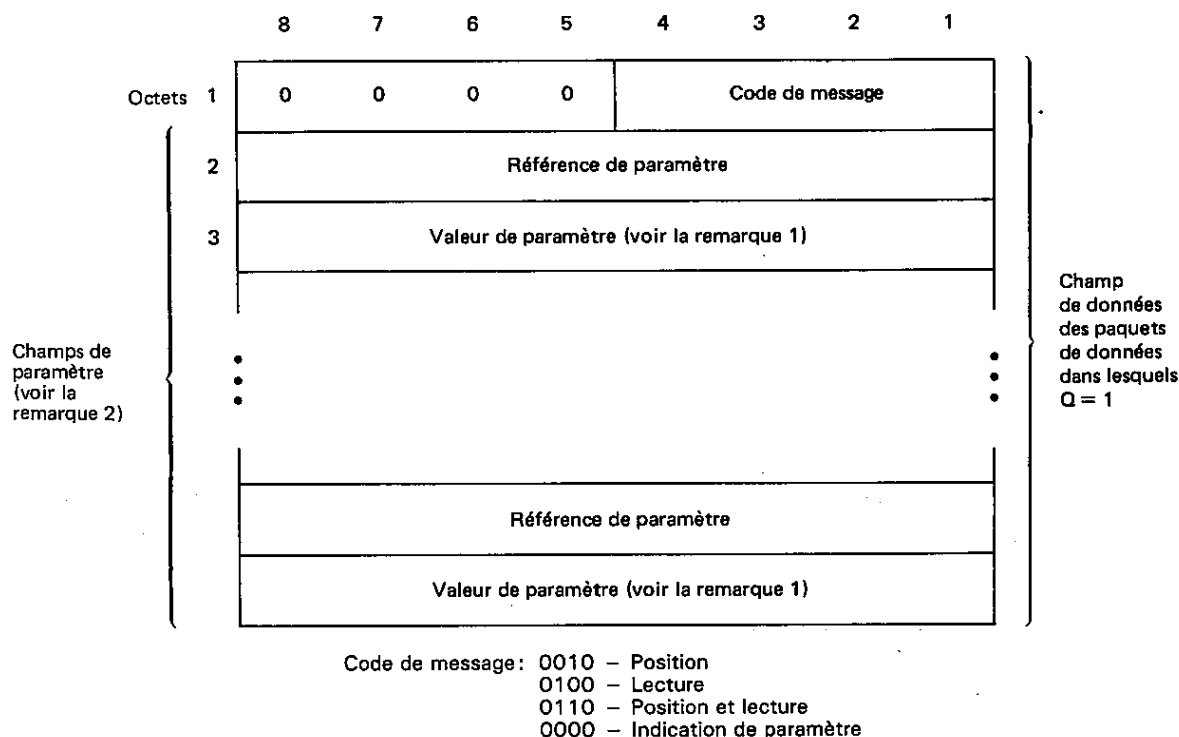 8 7 6 5 4 3 2 1
Octets 1 0 0 0 0 Code de message
2 Référence de paramètre
3 Valeur de paramètre (voir la remarque 1)
Champs de
paramètre
(voir la
remarque 2)
Champ
de données
des paquets
de données
dans lesquels
Q = 1
Référence de paramètre
Valeur de paramètre (voir la remarque 1)
Code de message: 0010 – Position
0100 – Lecture
0110 – Position et lecture
0000 – Indication de paramètre